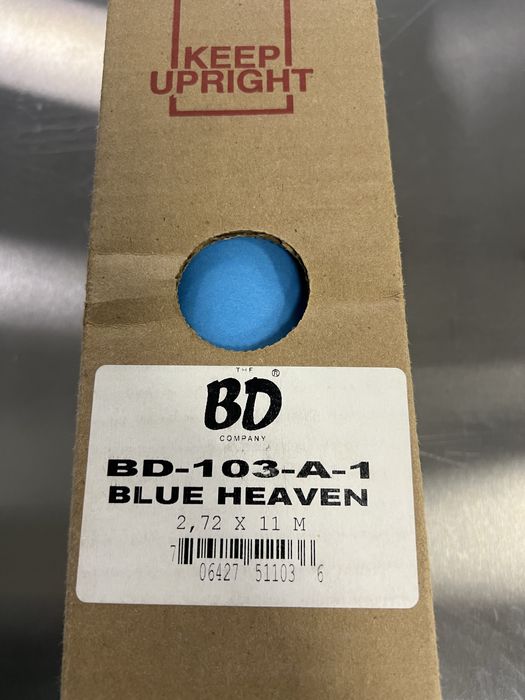 KEEP
UPRIGHT
THE
BD®
COMPANY
BD-103-A-1
BLUE HEAVEN
2,72 X 11 M
7 06427 51103 6